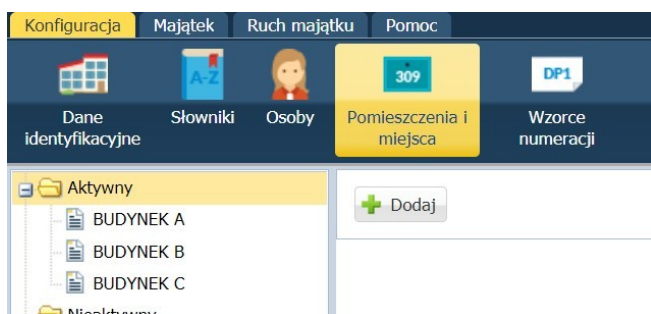 Konfiguracja Majątek Ruch majątku Pomoc
A-Z 309 DP1
Dane identyfikacyjne Słowniki Osoby Pomieszczenia i miejsca Wzorce numeracji
Aktywny
Dodaj
BUDYNEK A
BUDYNEK B
BUDYNEK C
Nieaktywny